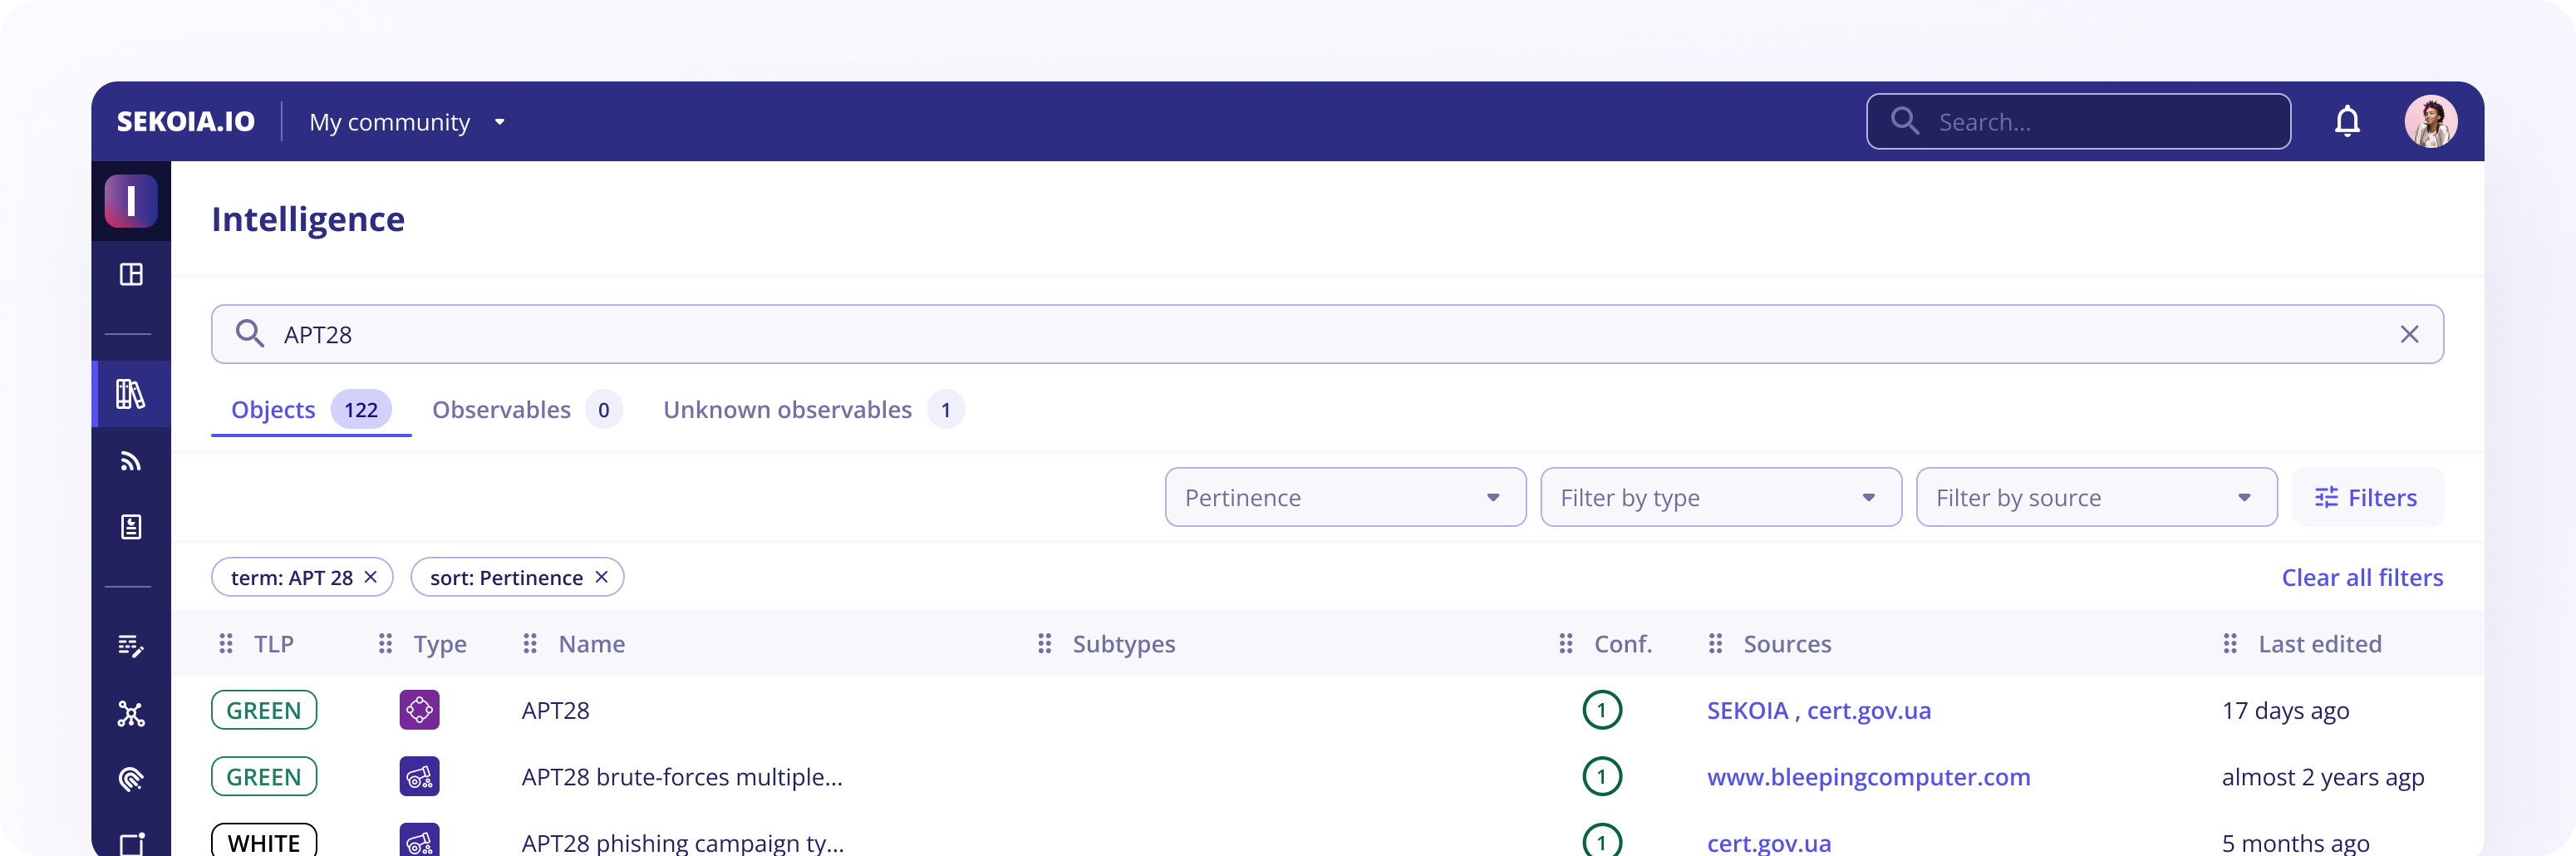 SEKOIA.IO My community Search...
Intelligence
APT28
Objects 122 Observables 0 Unknown observables 1
Pertinence Filter by type Filter by source Filters
term: APT 28 sort: Pertinence Clear all filters
TLP Type Name Subtypes Conf. Sources Last edited
GREEN APT28 1 SEKOIA , cert.gov.ua 17 days ago
GREEN APT28 brute-forces multiple... 1 www.bleepingcomputer.com almost 2 years agp
WHITE APT28 phishing campaign ty... 1 cert.gov.ua 5 months ago